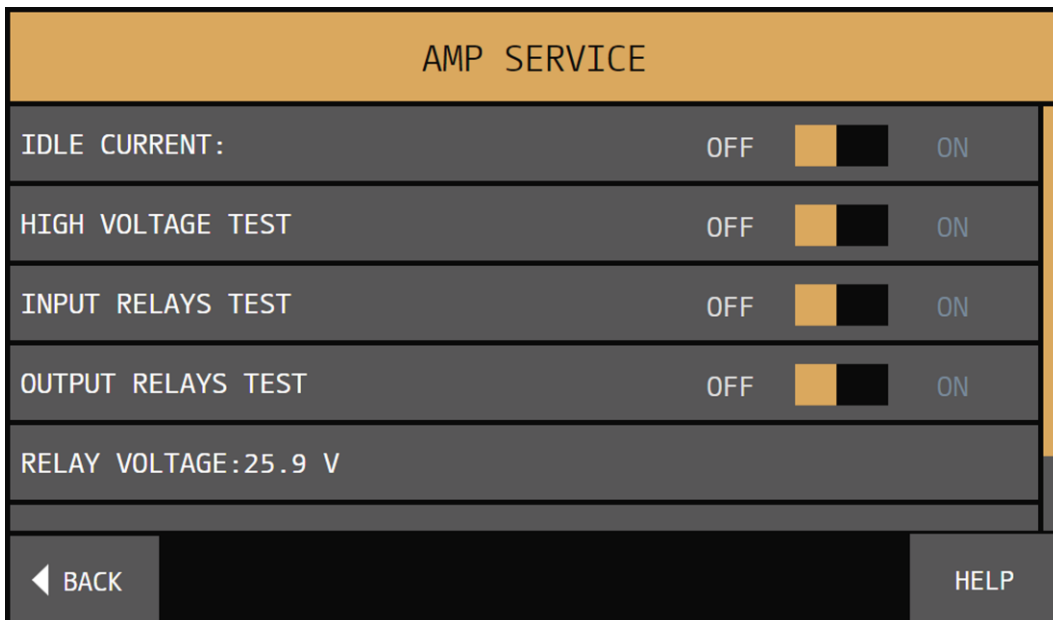 AMP SERVICE
IDLE CURRENT: OFF ON
HIGH VOLTAGE TEST OFF ON
INPUT RELAYS TEST OFF ON
OUTPUT RELAYS TEST OFF ON
RELAY VOLTAGE:25.9 V
BACK HELP